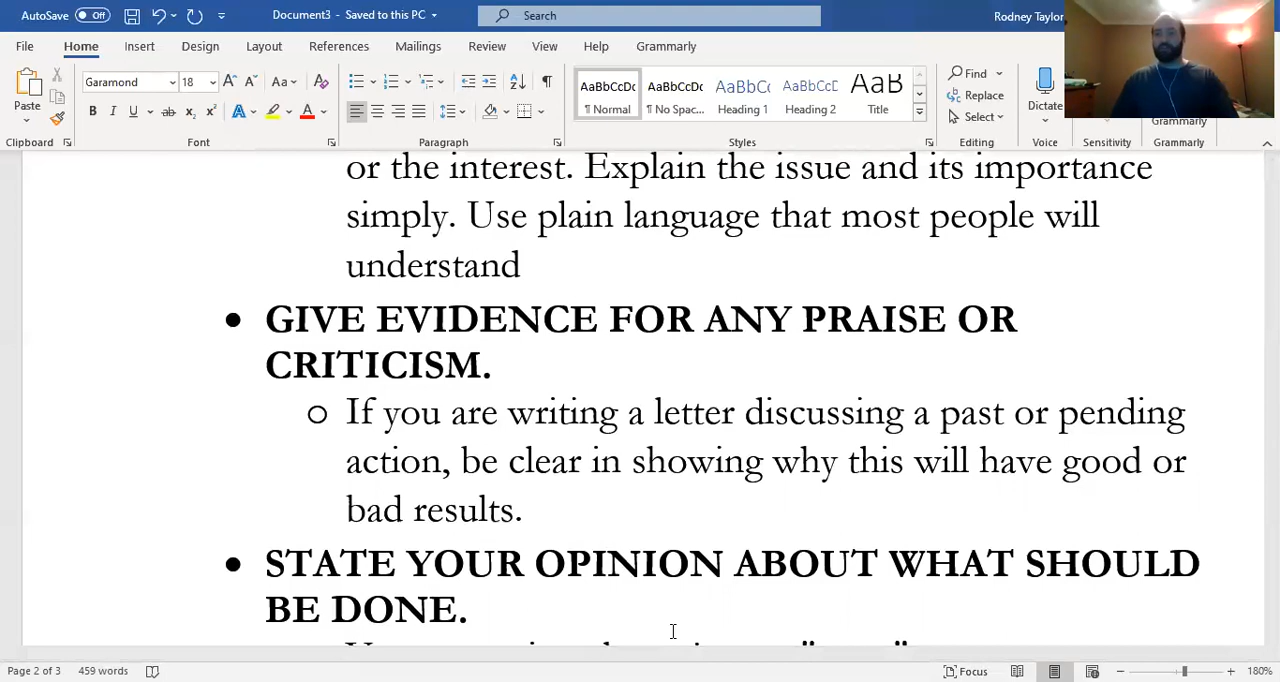 AutoSave Off Document3 - Saved to this PC Search Rodney Taylor
File Home Insert Design Layout References Mailings Review View Help Grammarly
Garamond 18 Aa
Paste B I U ab x₂ x² A A
AaBbCcDc AaBbCcDc AaBbCc AaBbCcD AaB
¶ Normal ¶ No Spac... Heading 1 Heading 2 Title
Find
Replace
Select
Dictate
Grammarly
Clipboard Font Paragraph Styles Editing Voice Sensitivity Grammarly
or the interest. Explain the issue and its importance
simply. Use plain language that most people will
understand
• GIVE EVIDENCE FOR ANY PRAISE OR
CRITICISM.
o If you are writing a letter discussing a past or pending
action, be clear in showing why this will have good or
bad results.
• STATE YOUR OPINION ABOUT WHAT SHOULD
BE DONE.
Page 2 of 3 459 words Focus 180%